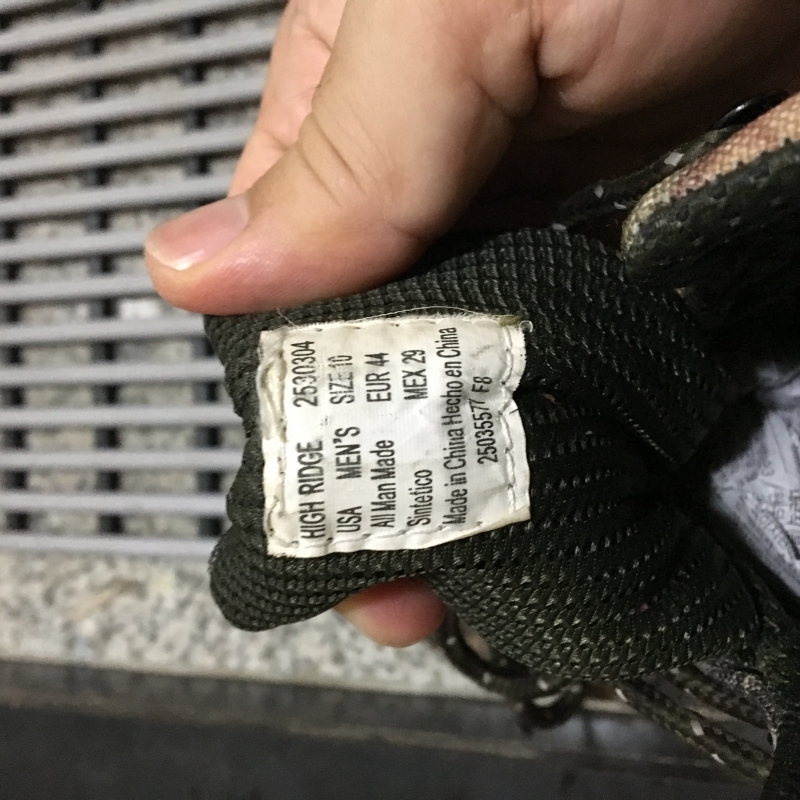 HIGH RIDGE 2530304
USA MEN'S SIZE 10
All Man Made EUR 44
Sintetico MEX 29
Made in China Hecho en China
2503557/ F8